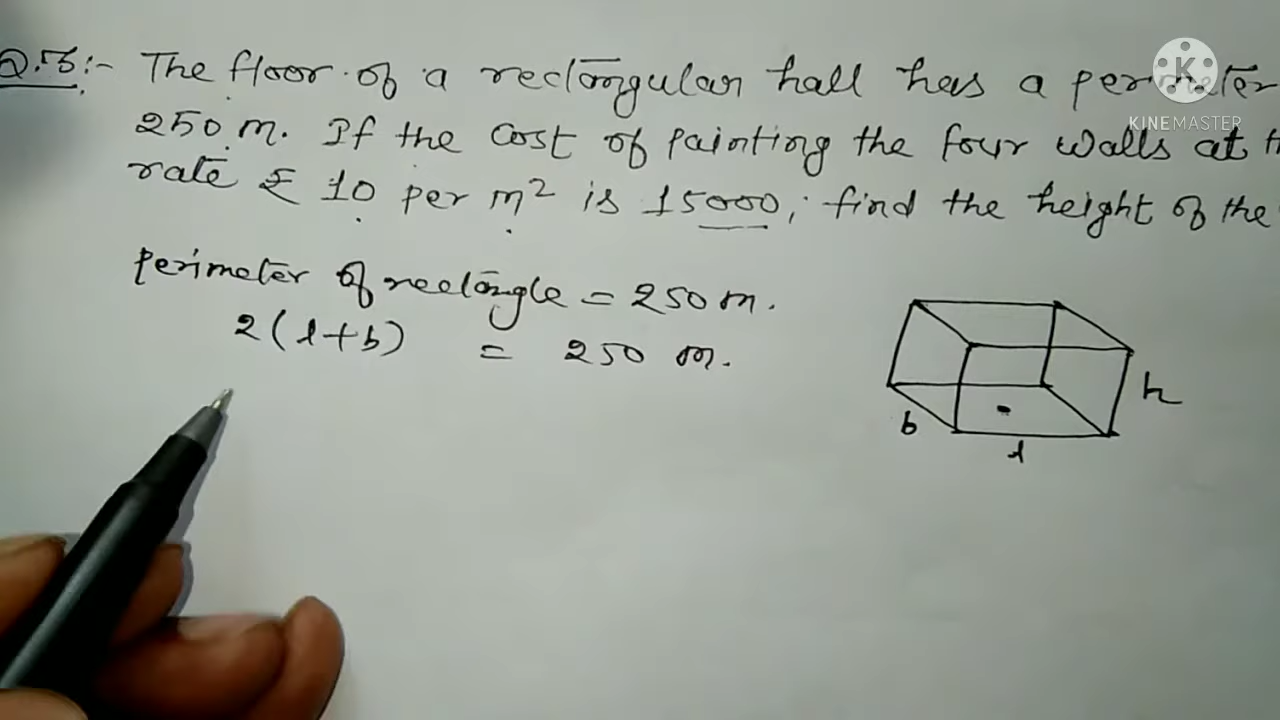 Q.5:- The floor of a rectangular hall has a perimeter
250 m. If the cost of painting the four walls at
rate ₹ 10 per m² is 15000, find the height of the
perimeter of rectangle = 250 m.
2(l+b) = 250 m.
h
b
l
K
KINEMASTER